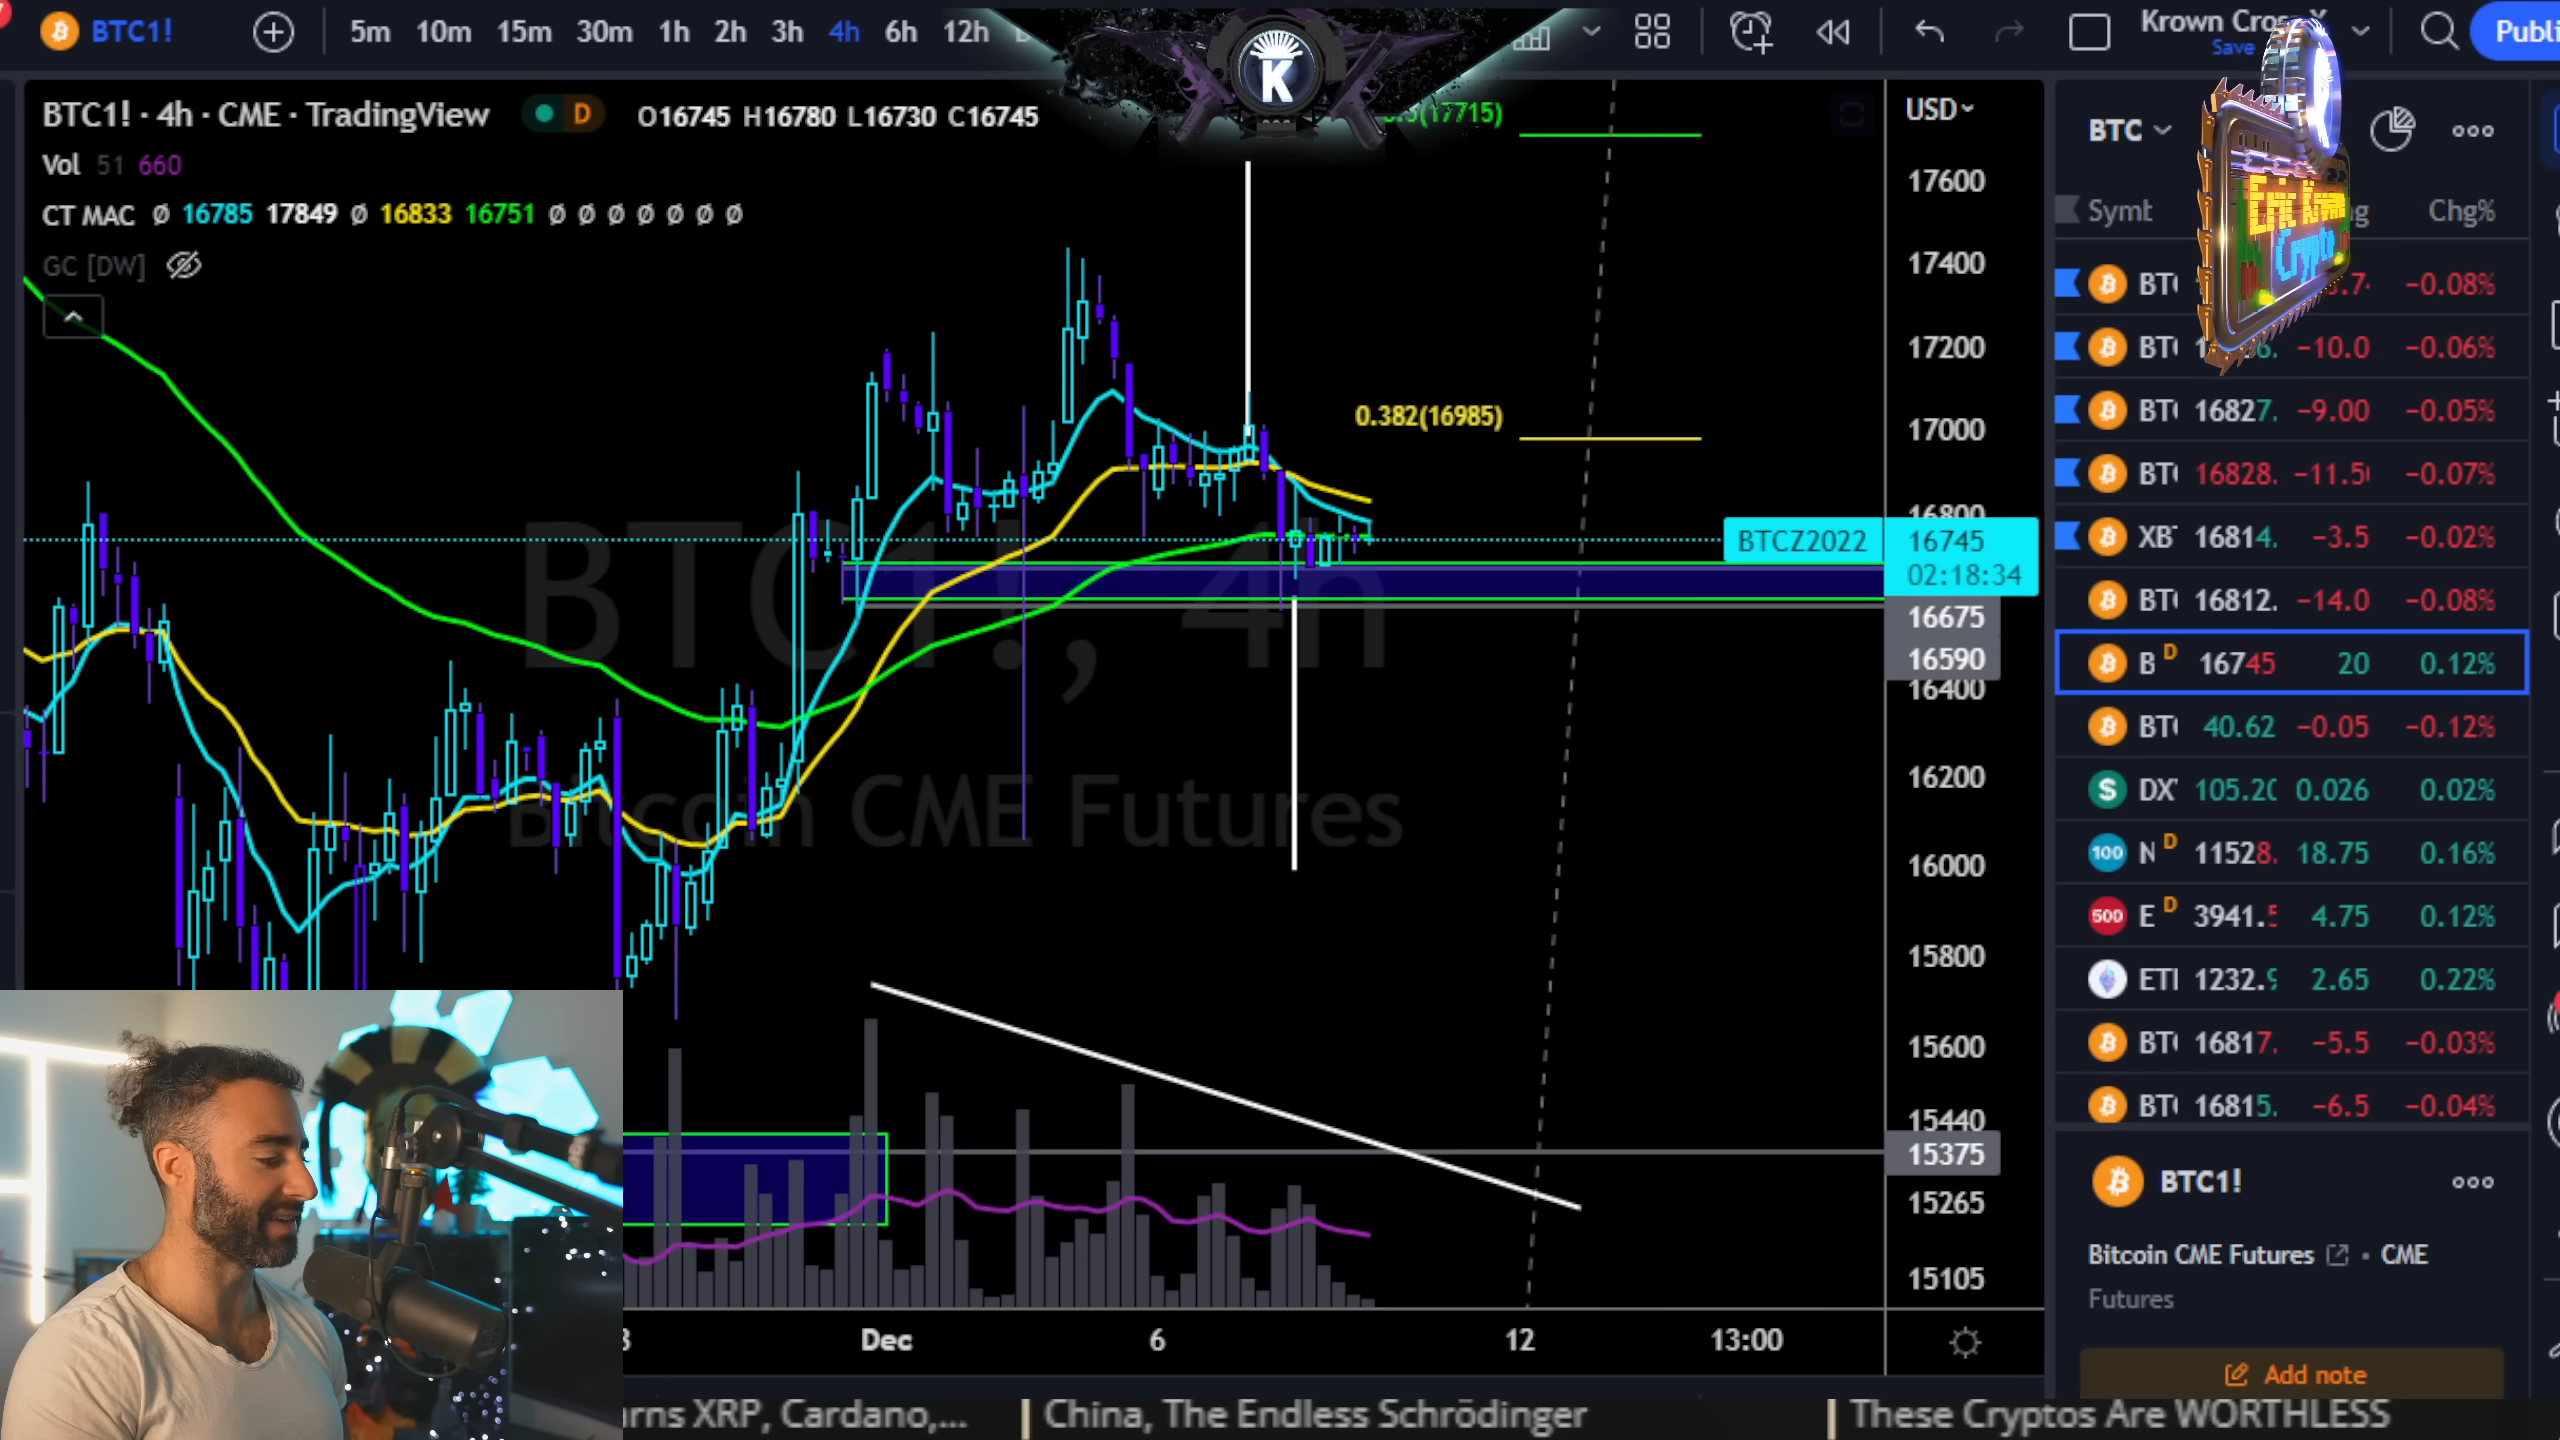 BTC1! 5m 10m 15m 30m 1h 2h 3h 4h 6h 12h
Save
BTC1! · 4h · CME · TradingView D O16745 H16780 L16730 C16745
Vol 51 660
CT MAC Ø 16785 17849 Ø 16833 16751 Ø Ø Ø Ø Ø Ø Ø
GC [DW]
K
(17715)
0.382(16985)
BTC1!, 4h
Bitcoin CME Futures
USD
17600
17400
17200
17000
16800
BTCZ2022 16745
02:18:34
16675
16590
16400
16200
16000
15800
15600
15440
15375
15265
15105
Dec 6 12 13:00
BTC
Chg%
Eric Krown
Crypto
-0.08%
-10.0 -0.06%
16827. -9.00 -0.05%
16828. -11.5 -0.07%
16814. -3.5 -0.02%
16812. -14.0 -0.08%
B D 16745 20 0.12%
40.62 -0.05 -0.12%
S 105.20 0.026 0.02%
100 N D 11528. 18.75 0.16%
500 E D 3941. 4.75 0.12%
1232. 2.65 0.22%
16817. -5.5 -0.03%
16815. -6.5 -0.04%
BTC1!
Bitcoin CME Futures • CME
Futures
Add note
XRP, Cardano,... China, The Endless Schrödinger These Cryptos Are WORTHLESS